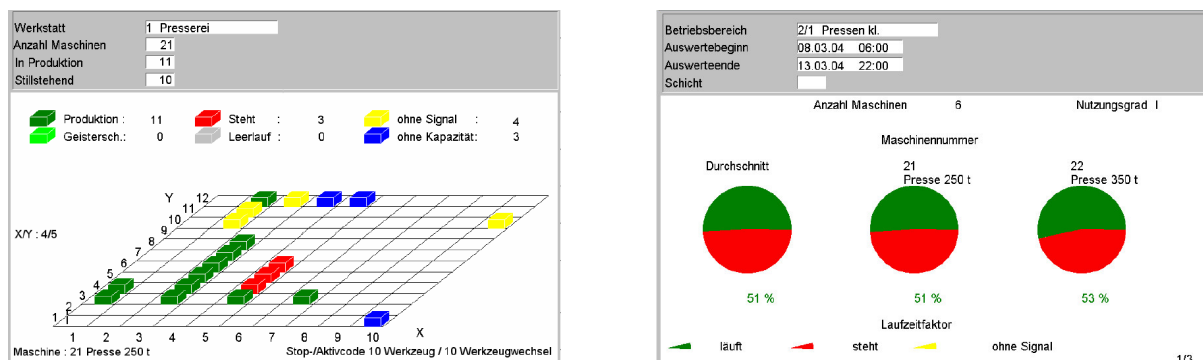 Werkstatt 1 Presserei
Anzahl Maschinen 21
In Produktion 11
Stillstehend 10
Produktion : 11 Steht : 3 ohne Signal : 4
Geistersch.: 0 Leerlauf : 0 ohne Kapazität: 3
Y 12
11
10
9
X/Y : 4/5
8
7
6
5
4
3
2
1 1
X
1 2 3 4 5 6 7 8 9 10
Maschine : 21 Presse 250 t Stop-/Aktivcode 10 Werkzeug / 10 Werkzeugwechsel
Betriebsbereich 2/1 Pressen kl.
Auswertebeginn 08.03.04 06:00
Auswerteende 13.03.04 22:00
Schicht
Anzahl Maschinen 6 Nutzungsgrad I
Maschinennummer
Durchschnitt 21 22
Presse 250 t Presse 350 t
51 % 51 % 53 %
Laufzeitfaktor
läuft steht ohne Signal
1/3